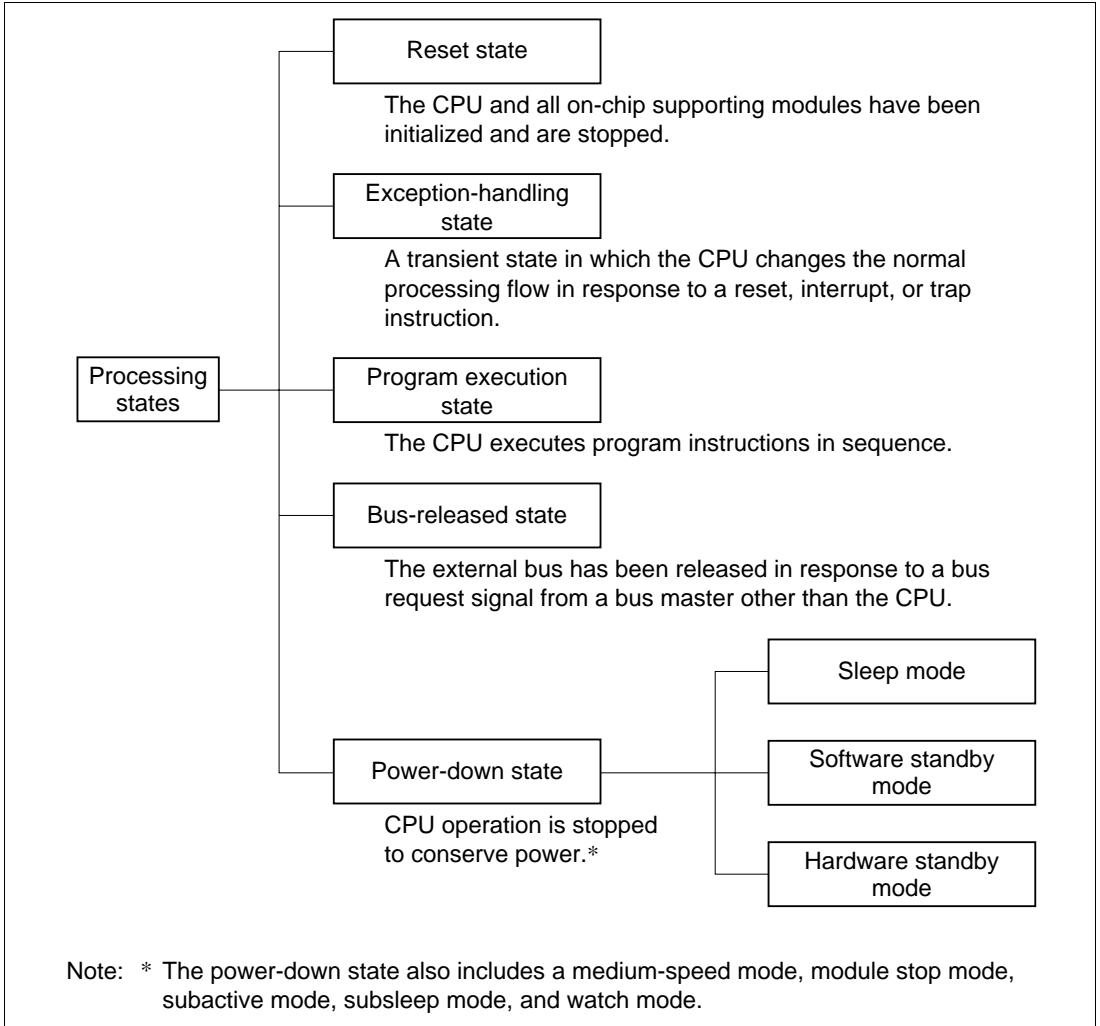 Reset state
The CPU and all on-chip supporting modules have been
initialized and are stopped.
Exception-handling
state
A transient state in which the CPU changes the normal
processing flow in response to a reset, interrupt, or trap
instruction.
Processing
states
Program execution
state
The CPU executes program instructions in sequence.
Bus-released state
The external bus has been released in response to a bus
request signal from a bus master other than the CPU.
Sleep mode
Power-down state
CPU operation is stopped
to conserve power.*
Software standby
mode
Hardware standby
mode
Note: * The power-down state also includes a medium-speed mode, module stop mode,
subactive mode, subsleep mode, and watch mode.